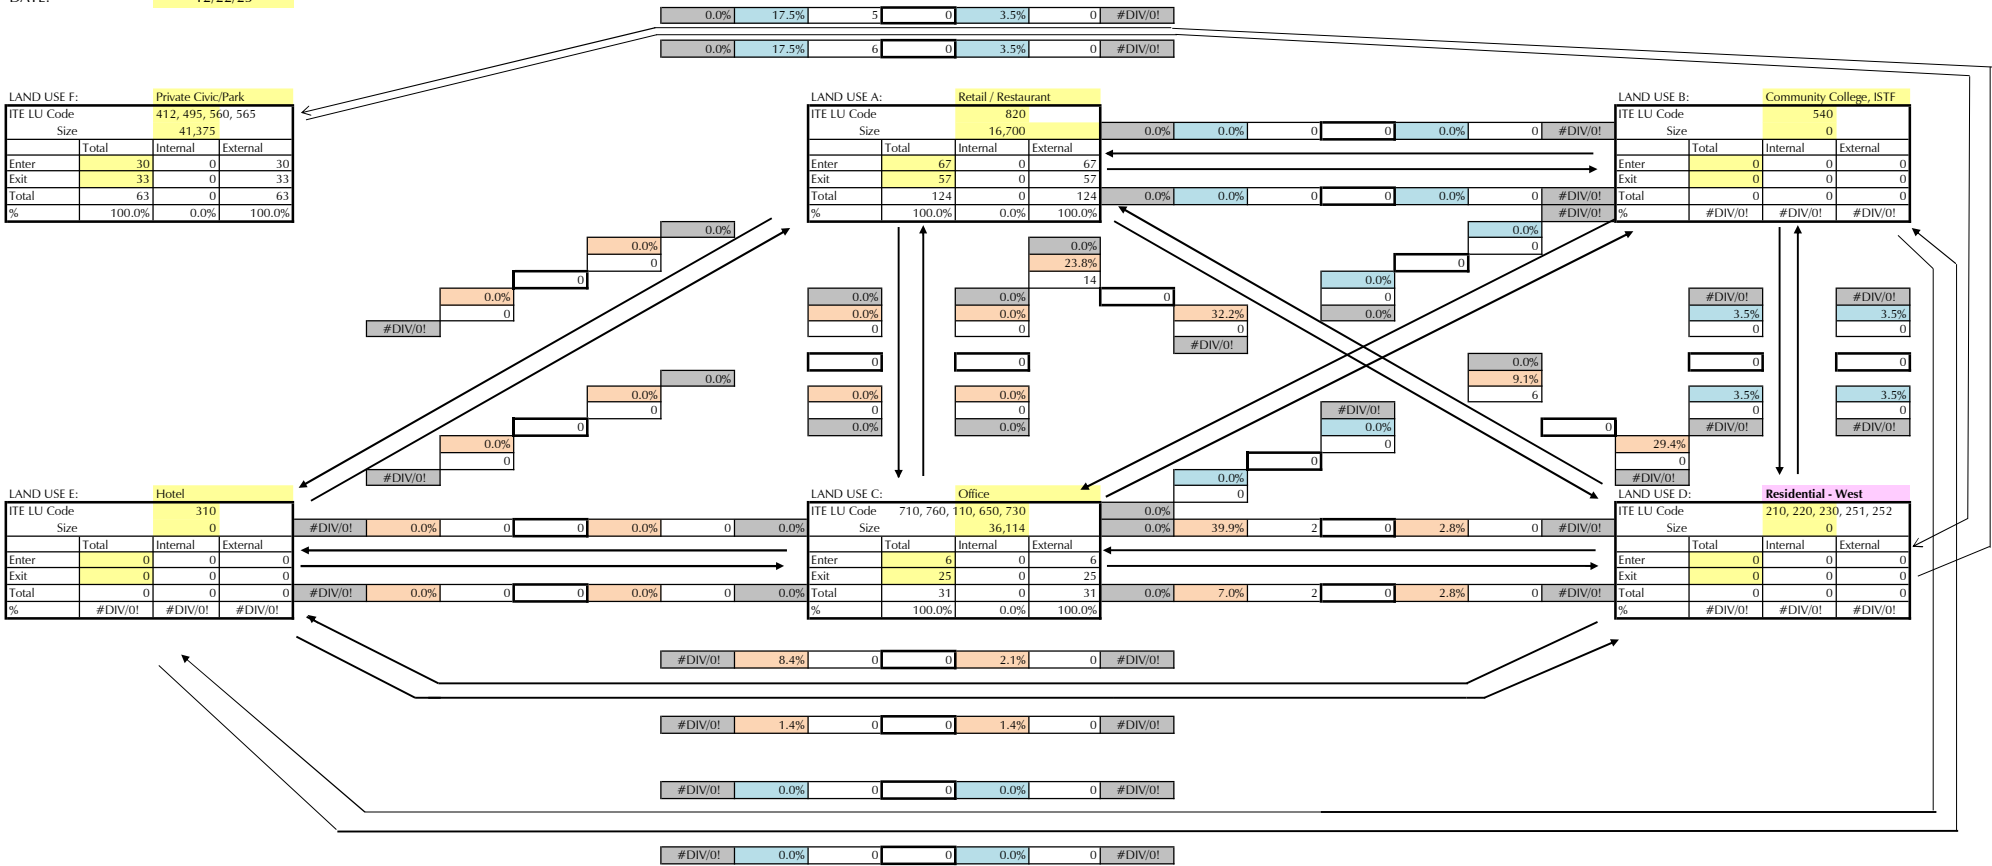 0.0% 17.5% 5 0 3.5% 0 #DIV/0!
0.0% 17.5% 6 0 3.5% 0 #DIV/0!
LAND USE F: Private Civic/Park
ITE LU Code 412, 495, 560, 565
Size 41,375
Total Internal External
Enter 30 0 30
Exit 33 0 33
Total 63 0 63
% 100.0% 0.0% 100.0%
LAND USE A: Retail / Restaurant
ITE LU Code 820
Size 16,700
Total Internal External
Enter 67 0 67
Exit 57 0 57
Total 124 0 124
% 100.0% 0.0% 100.0%
0.0% 0.0% 0 0 0.0% 0 #DIV/0!
0.0% 0.0% 0 0 0.0% 0 #DIV/0!
#DIV/0!
LAND USE B: Community College, ISTF
ITE LU Code 540
Size 0
Total Internal External
Enter 0 0 0
Exit 0 0 0
Total 0 0 0
% #DIV/0! #DIV/0! #DIV/0!
0.0%
0.0%
0
0
0.0%
0
#DIV/0!
0.0%
0.0%
0
0
0.0%
0
#DIV/0!
0.0% 0.0%
0.0% 0.0%
0 0
0 0
0.0% 0.0%
0 0
0.0% 0.0%
0.0%
23.8%
14
0
32.2%
0
#DIV/0!
0.0%
0
0
0.0%
0
0.0%
0.0%
9.1%
6
0
29.4%
0
#DIV/0!
#DIV/0!
0.0%
0
0
0.0%
0
0.0%
#DIV/0! #DIV/0!
3.5% 3.5%
0 0
0 0
3.5% 3.5%
0 0
#DIV/0! #DIV/0!
LAND USE E: Hotel
ITE LU Code 310
Size 0
Total Internal External
Enter 0 0 0
Exit 0 0 0
Total 0 0 0
% #DIV/0! #DIV/0! #DIV/0!
#DIV/0! 0.0% 0 0 0.0% 0 0.0%
#DIV/0! 0.0% 0 0 0.0% 0 0.0%
LAND USE C: Office
ITE LU Code 710, 760, 110, 650, 730
Size 36,114
Total Internal External
Enter 6 0 6
Exit 25 0 25
Total 31 0 31
% 100.0% 0.0% 100.0%
0.0% 39.9% 2 0 2.8% 0 #DIV/0!
0.0% 7.0% 2 0 2.8% 0 #DIV/0!
LAND USE D: Residential - West
ITE LU Code 210, 220, 230, 251, 252
Size 0
Total Internal External
Enter 0 0 0
Exit 0 0 0
Total 0 0 0
% #DIV/0! #DIV/0! #DIV/0!
#DIV/0! 8.4% 0 0 2.1% 0 #DIV/0!
#DIV/0! 1.4% 0 0 1.4% 0 #DIV/0!
#DIV/0! 0.0% 0 0 0.0% 0 #DIV/0!
#DIV/0! 0.0% 0 0 0.0% 0 #DIV/0!